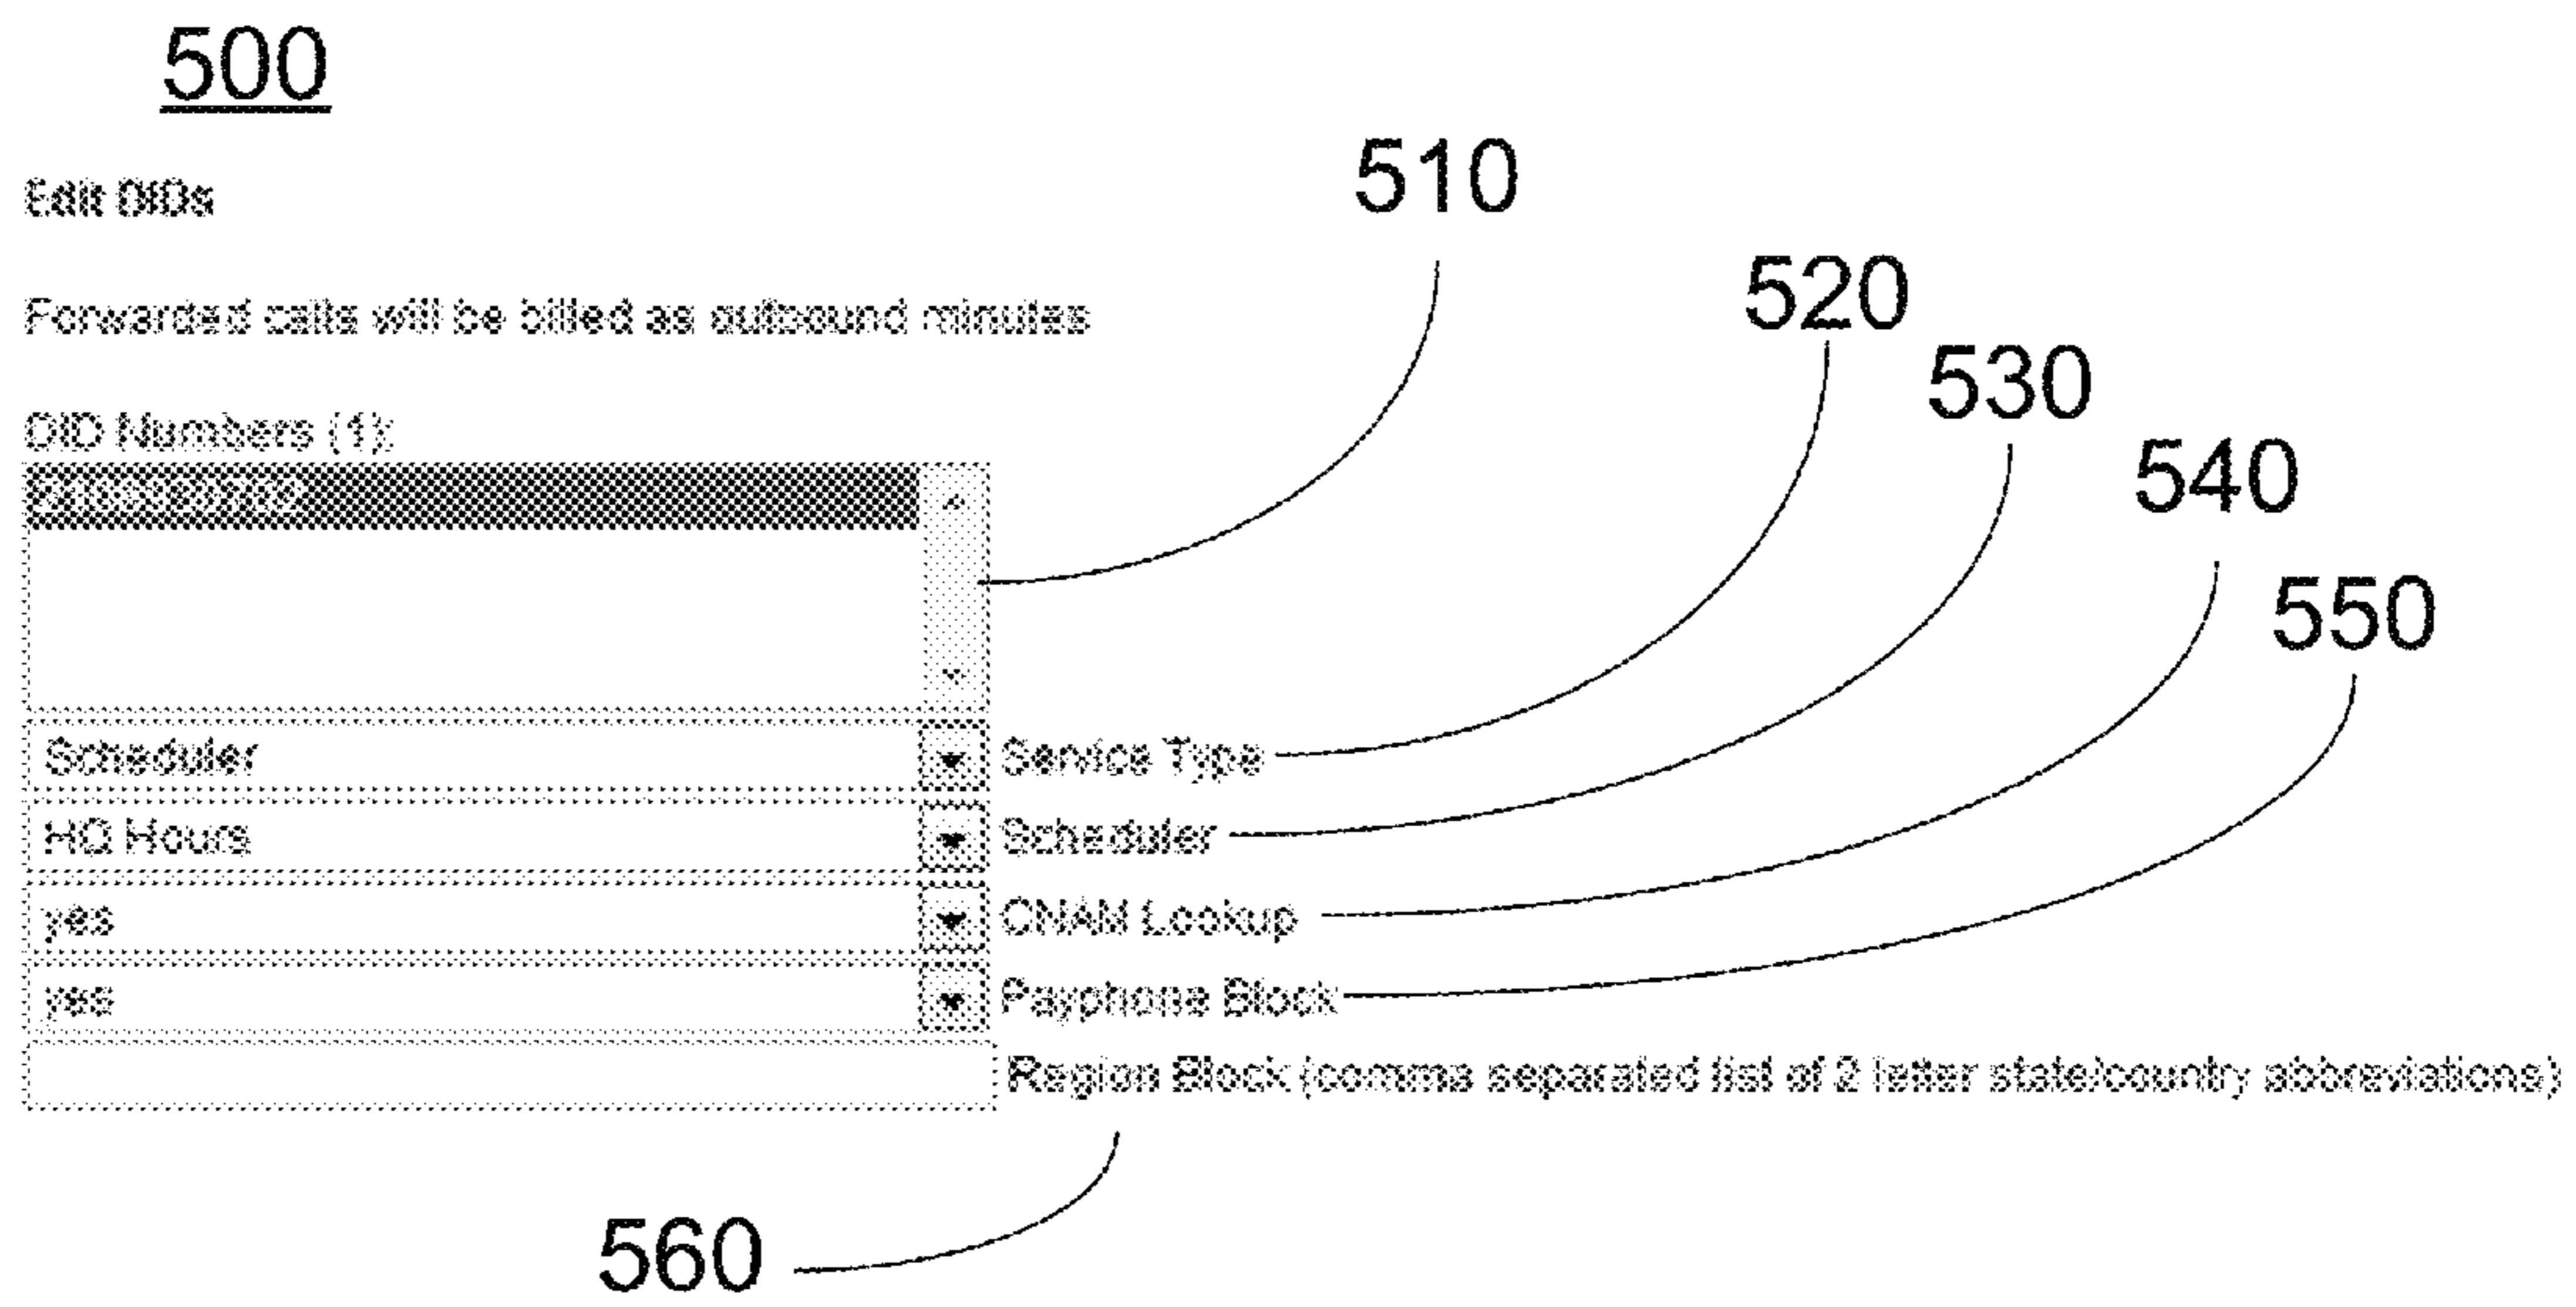 500
Edit DIDs
510
Forwarded calls will be billed as outbound minutes
520
530
DID Numbers (1):
540
550
Scheduler Service Type
HQ Hours Scheduler
yes CNAM Lookup
yes Payphone Block
Region Block (comma separated list of 2 letter state/country abbreviations)
560